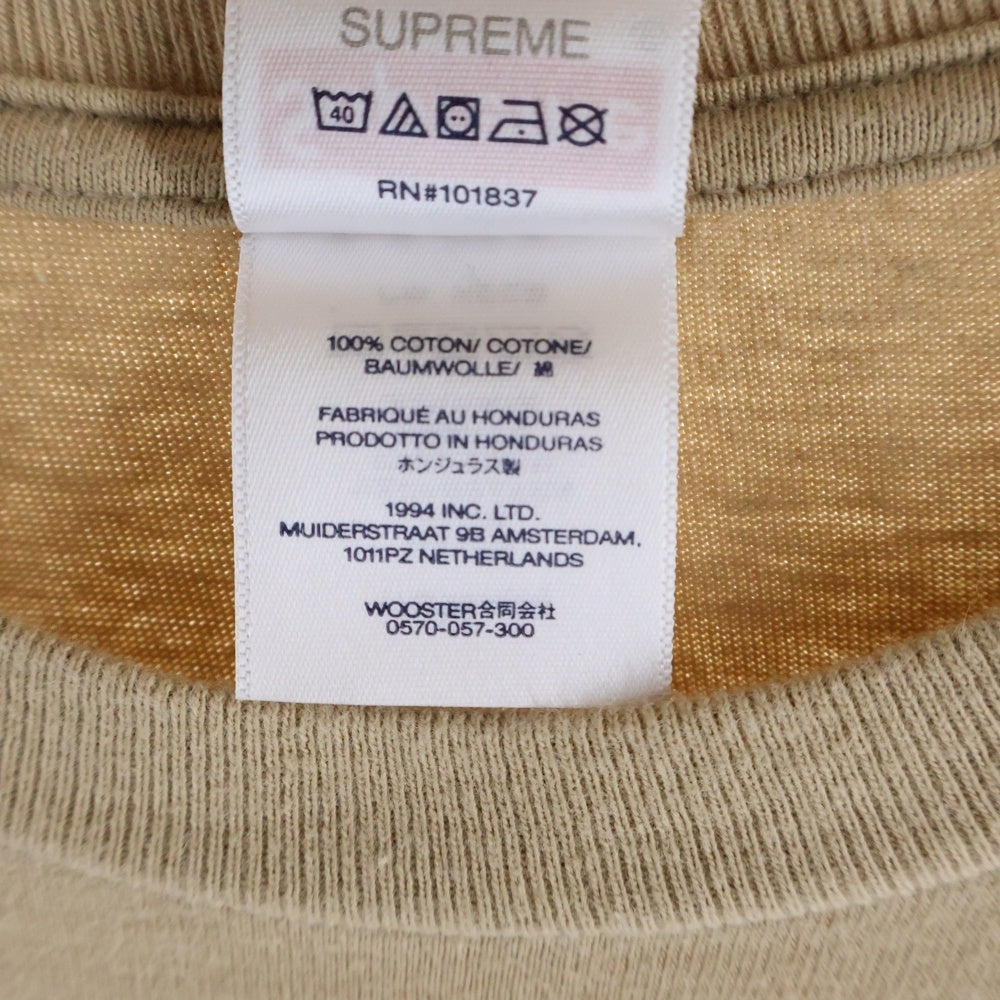 SUPREME
40
RN#101837
100% COTON/ COTONE/
BAUMWOLLE/ 綿
FABRIQUÉ AU HONDURAS
PRODOTTO IN HONDURAS
ホンジュラス製
1994 INC. LTD.
MUIDERSTRAAT 9B AMSTERDAM,
1011PZ NETHERLANDS
WOOSTER合同会社
0570-057-300